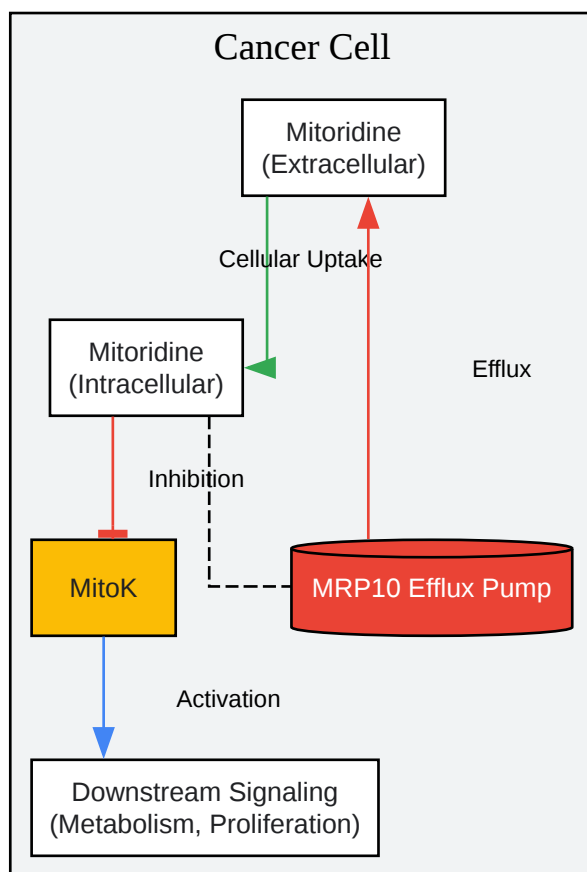 Cancer Cell
Mitoridine
(Extracellular)
Cellular Uptake
Mitoridine
(Intracellular)
Efflux
Inhibition
MitoK
MRP10 Efflux Pump
Activation
Downstream Signaling
(Metabolism, Proliferation)